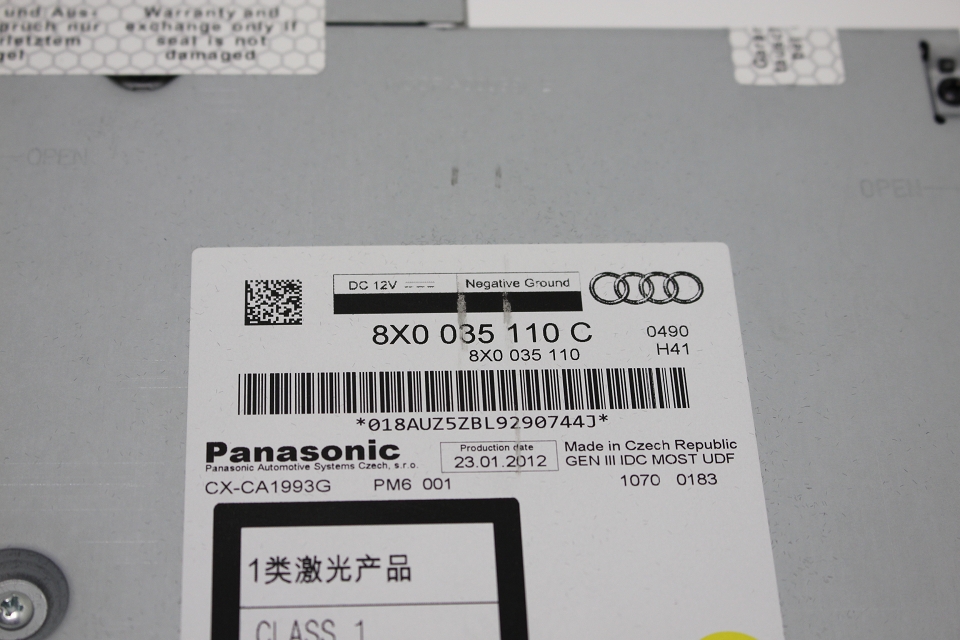 und Aus-
pruch nur
rletztem
gel
Warranty and
exchange only if
seal is not
damaged
OPEN
OPEN
DC 12V
Negative Ground
8X0 035 110 C
8X0 035 110
0490
H41
*018AUZ5ZBL9290744J*
Panasonic
Panasonic Automotive Systems Czech, s.r.o.
Production date
23.01.2012
Made in Czech Republic
GEN III IDC MOST UDF
CX-CA1993G PM6 001
1070 0183
1类激光产品
CLASS 1